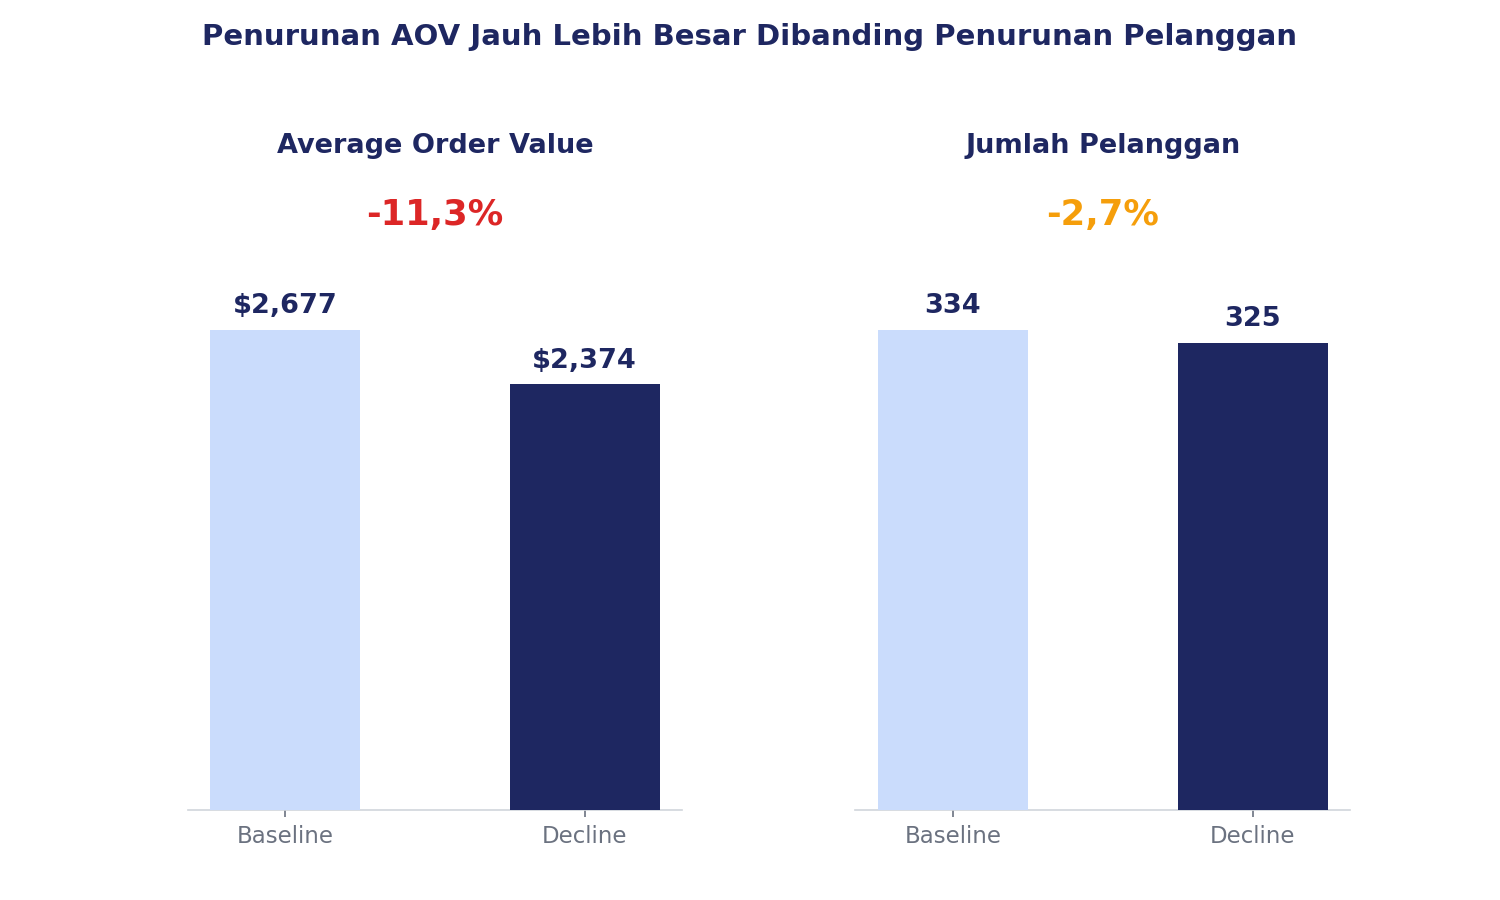 Penurunan AOV Jauh Lebih Besar Dibanding Penurunan Pelanggan
Average Order Value
-11,3%
$2,677
$2,374
Baseline
Decline
Jumlah Pelanggan
-2,7%
334
325
Baseline
Decline